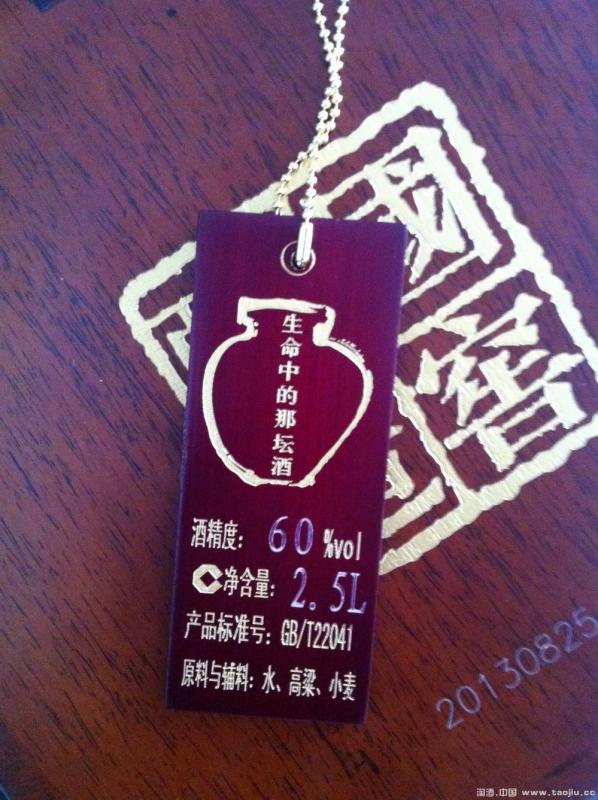 國窖
生命中的那坛酒
酒精度: 60%vol
净含量: 2.5L
产品标准号: GB/T22041
原料与辅料: 水、高粱、小麦
20130825
淘酒.中国 www.taojiu.cc